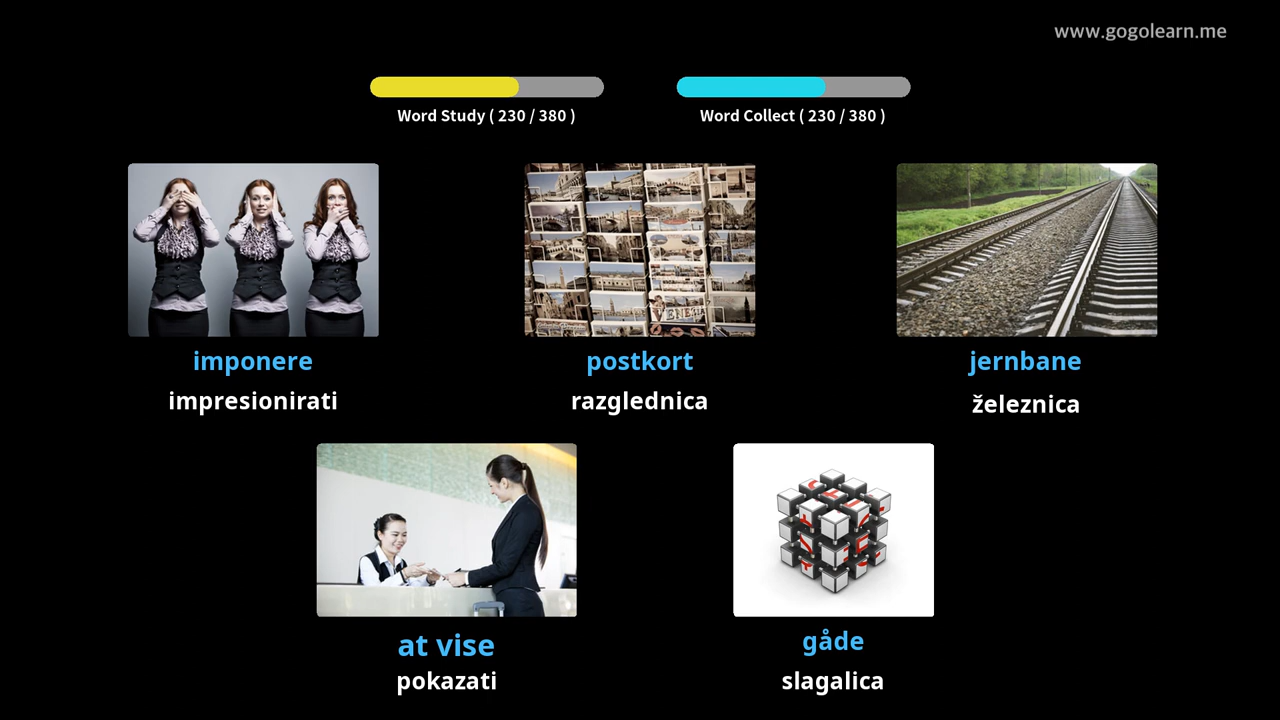 www.gogolearn.me
Word Study ( 230 / 380 )
Word Collect ( 230 / 380 )
imponere
impresionirati
postkort
razglednica
jernbane
železnica
at vise
pokazati
gåde
slagalica